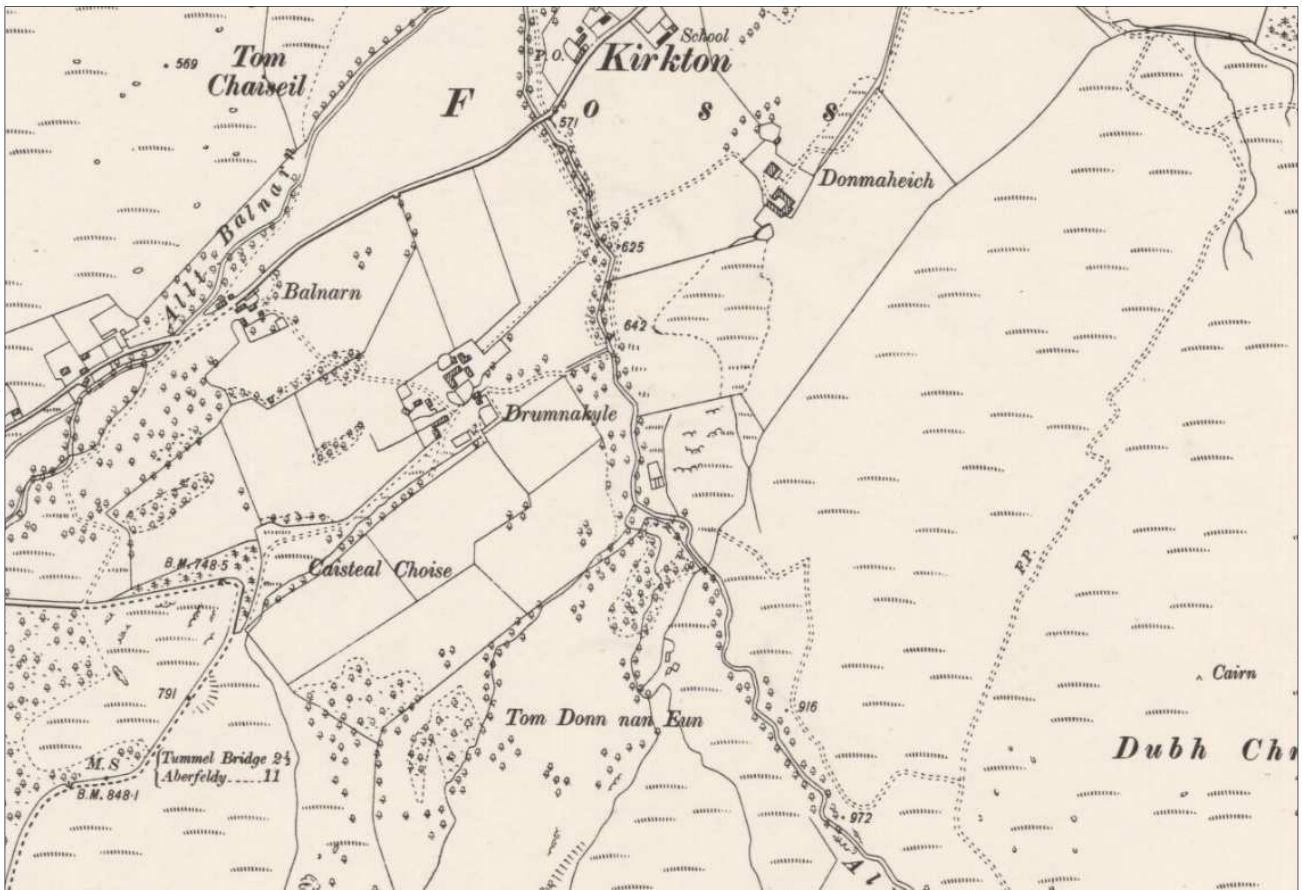 School
P.O.
Kirkton
Tom
Chaiseil
569
F o s s
571
Allt Balnarn
Donmaheich
625
Balnarn
642
Drumnakyle
B.M. 748·5
Caisteal Choise
F.P.
791
Tom Donn nan Eun
916
Cairn
M.S
Tummel Bridge 2½
Aberfeldy ..... 11
Dubh Chr
B.M. 848·1
972
Al